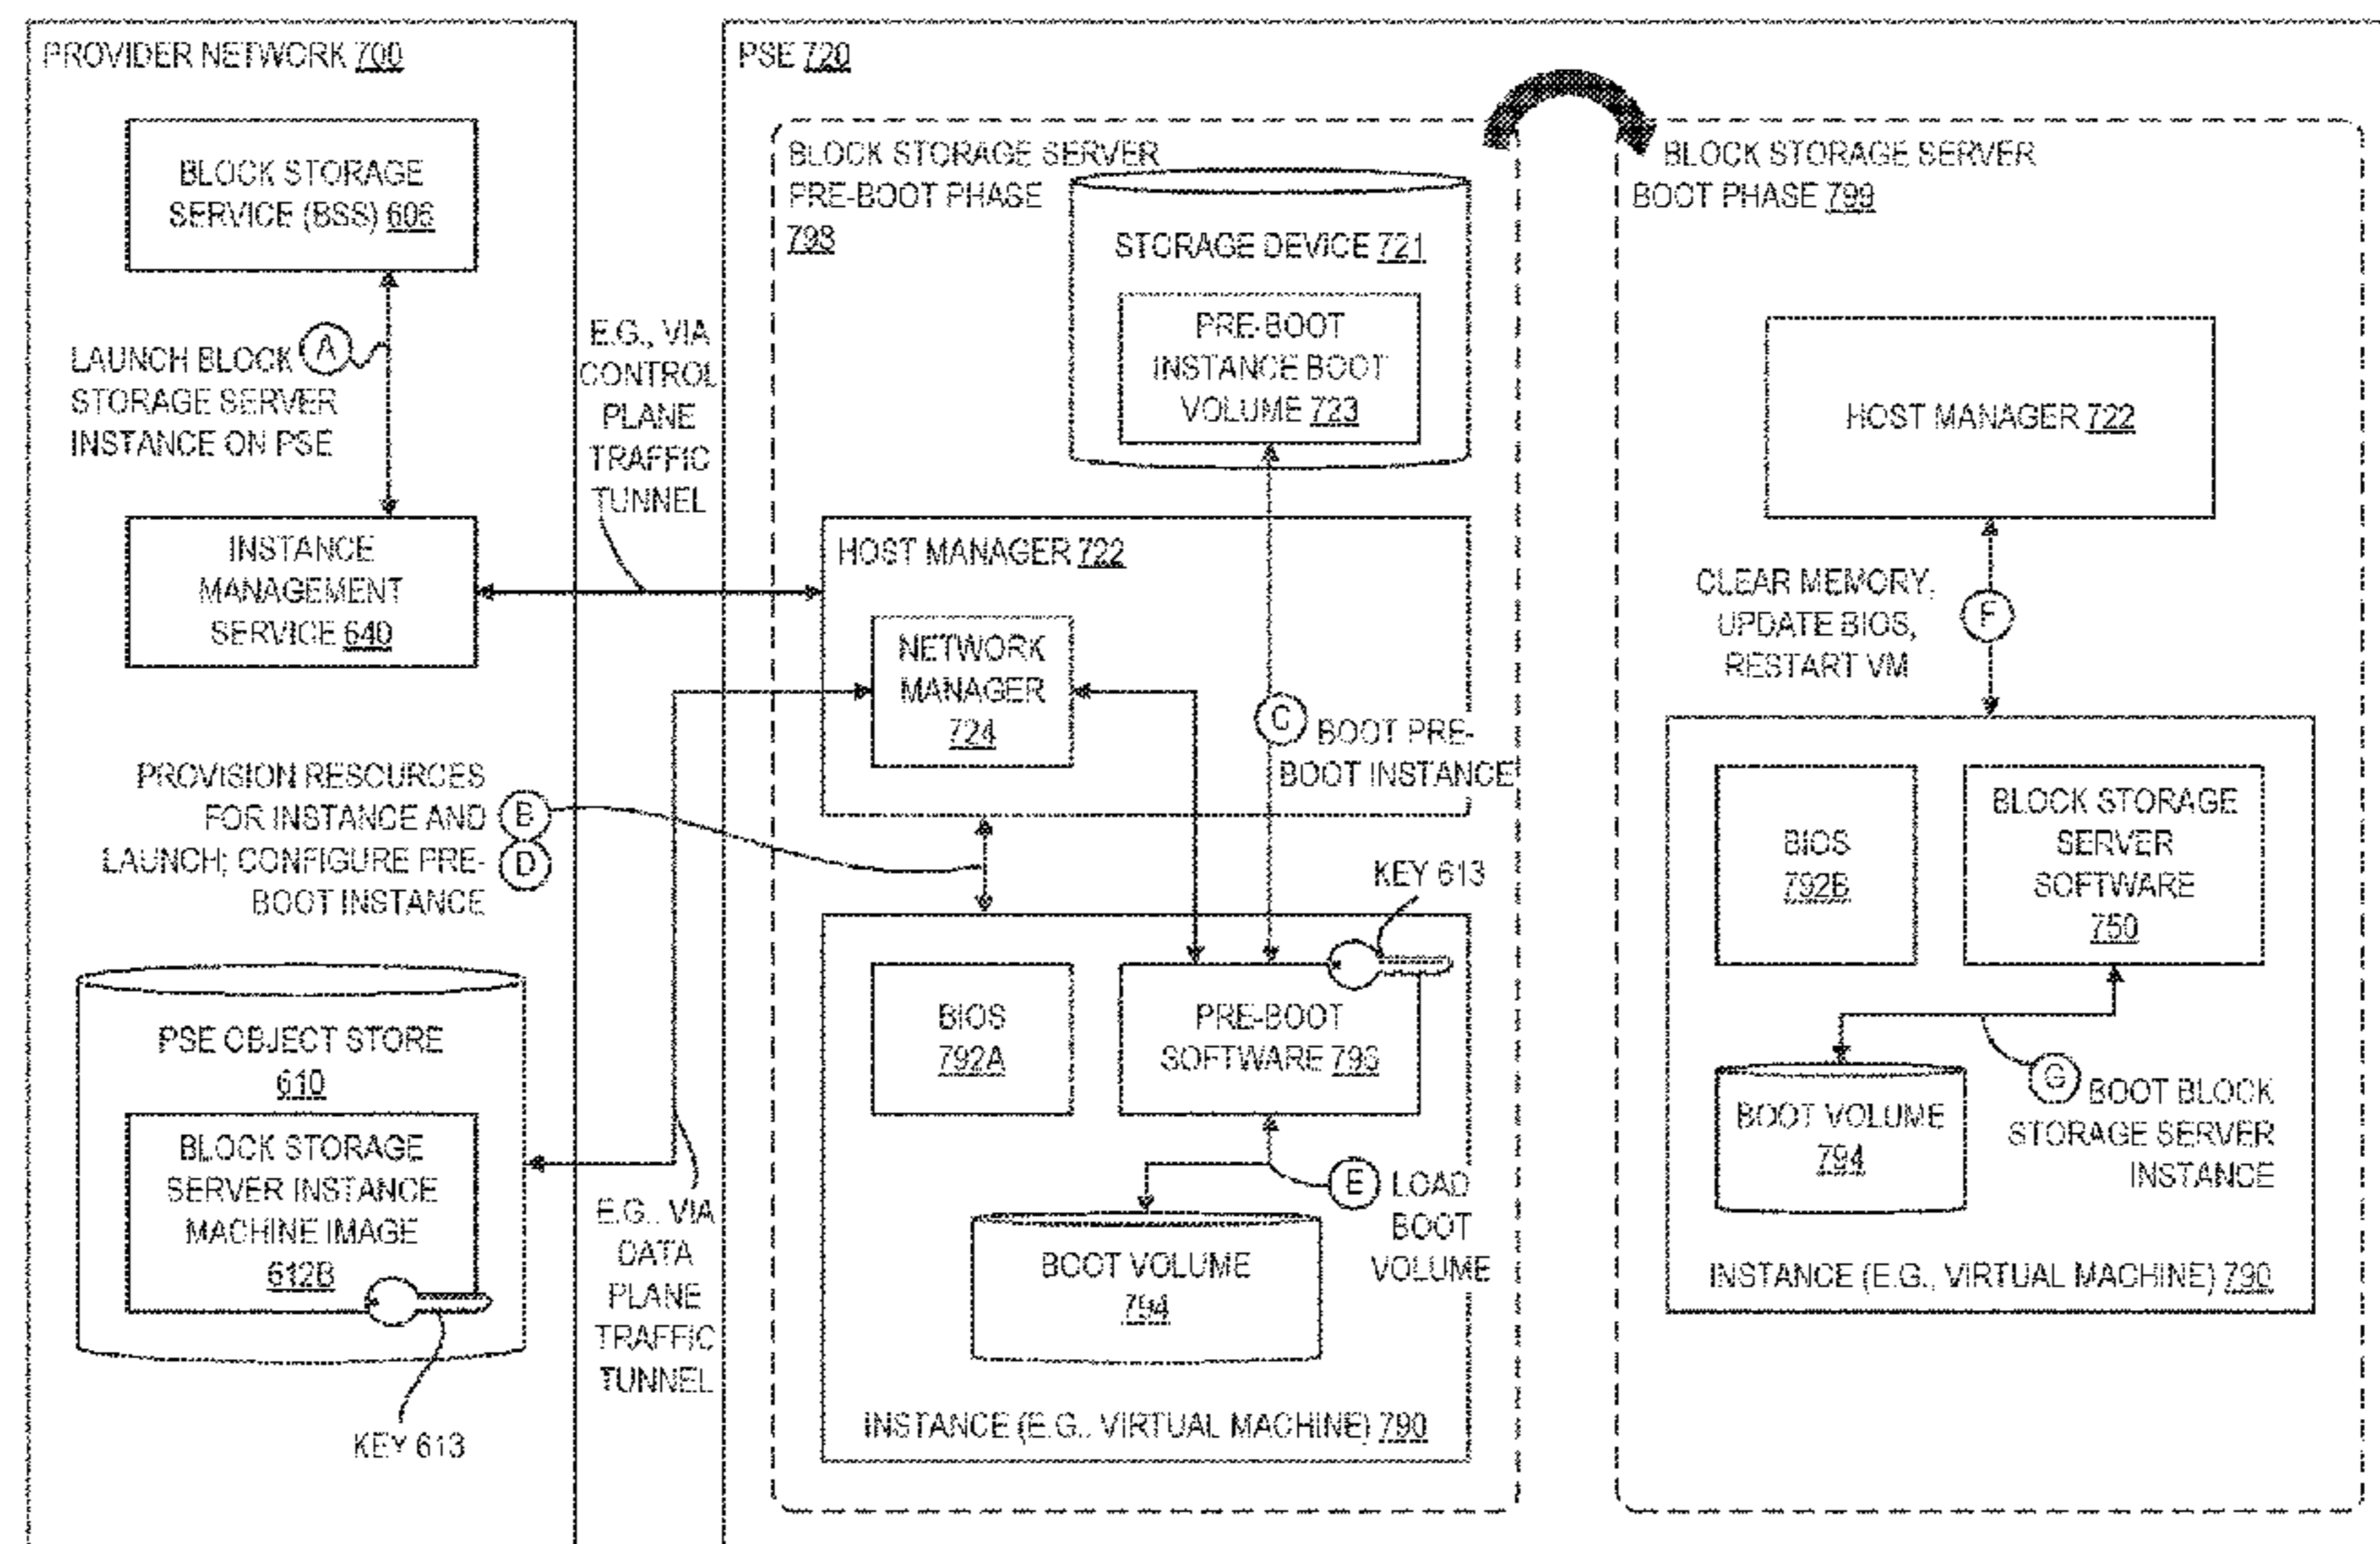 PROVIDER NETWORK 700
BLOCK STORAGE
SERVICE (BSS) 606
LAUNCH BLOCK
STORAGE SERVER
INSTANCE ON PSE
A
INSTANCE
MANAGEMENT
SERVICE 640
PROVISION RESOURCES
FOR INSTANCE AND
LAUNCH; CONFIGURE PRE-
BOOT INSTANCE
B
D
PSE OBJECT STORE
610
BLOCK STORAGE
SERVER INSTANCE
MACHINE IMAGE
612B
KEY 613
E.G., VIA
CONTROL
PLANE
TRAFFIC
TUNNEL
E.G., VIA
DATA
PLANE
TRAFFIC
TUNNEL
PSE 720
BLOCK STORAGE SERVER
PRE-BOOT PHASE
798
STORAGE DEVICE 721
PRE-BOOT
INSTANCE BOOT
VOLUME 723
HOST MANAGER 722
NETWORK
MANAGER
724
C
BOOT PRE-
BOOT INSTANCE
KEY 613
BIOS
792A
PRE-BOOT
SOFTWARE 796
E
LOAD
BOOT
VOLUME
BOOT VOLUME
794
INSTANCE (E.G., VIRTUAL MACHINE) 790
BLOCK STORAGE SERVER
BOOT PHASE 799
HOST MANAGER 722
CLEAR MEMORY,
UPDATE BIOS,
RESTART VM
F
BIOS
792B
BLOCK STORAGE
SERVER
SOFTWARE
750
BOOT VOLUME
794
G
BOOT BLOCK
STORAGE SERVER
INSTANCE
INSTANCE (E.G., VIRTUAL MACHINE) 790